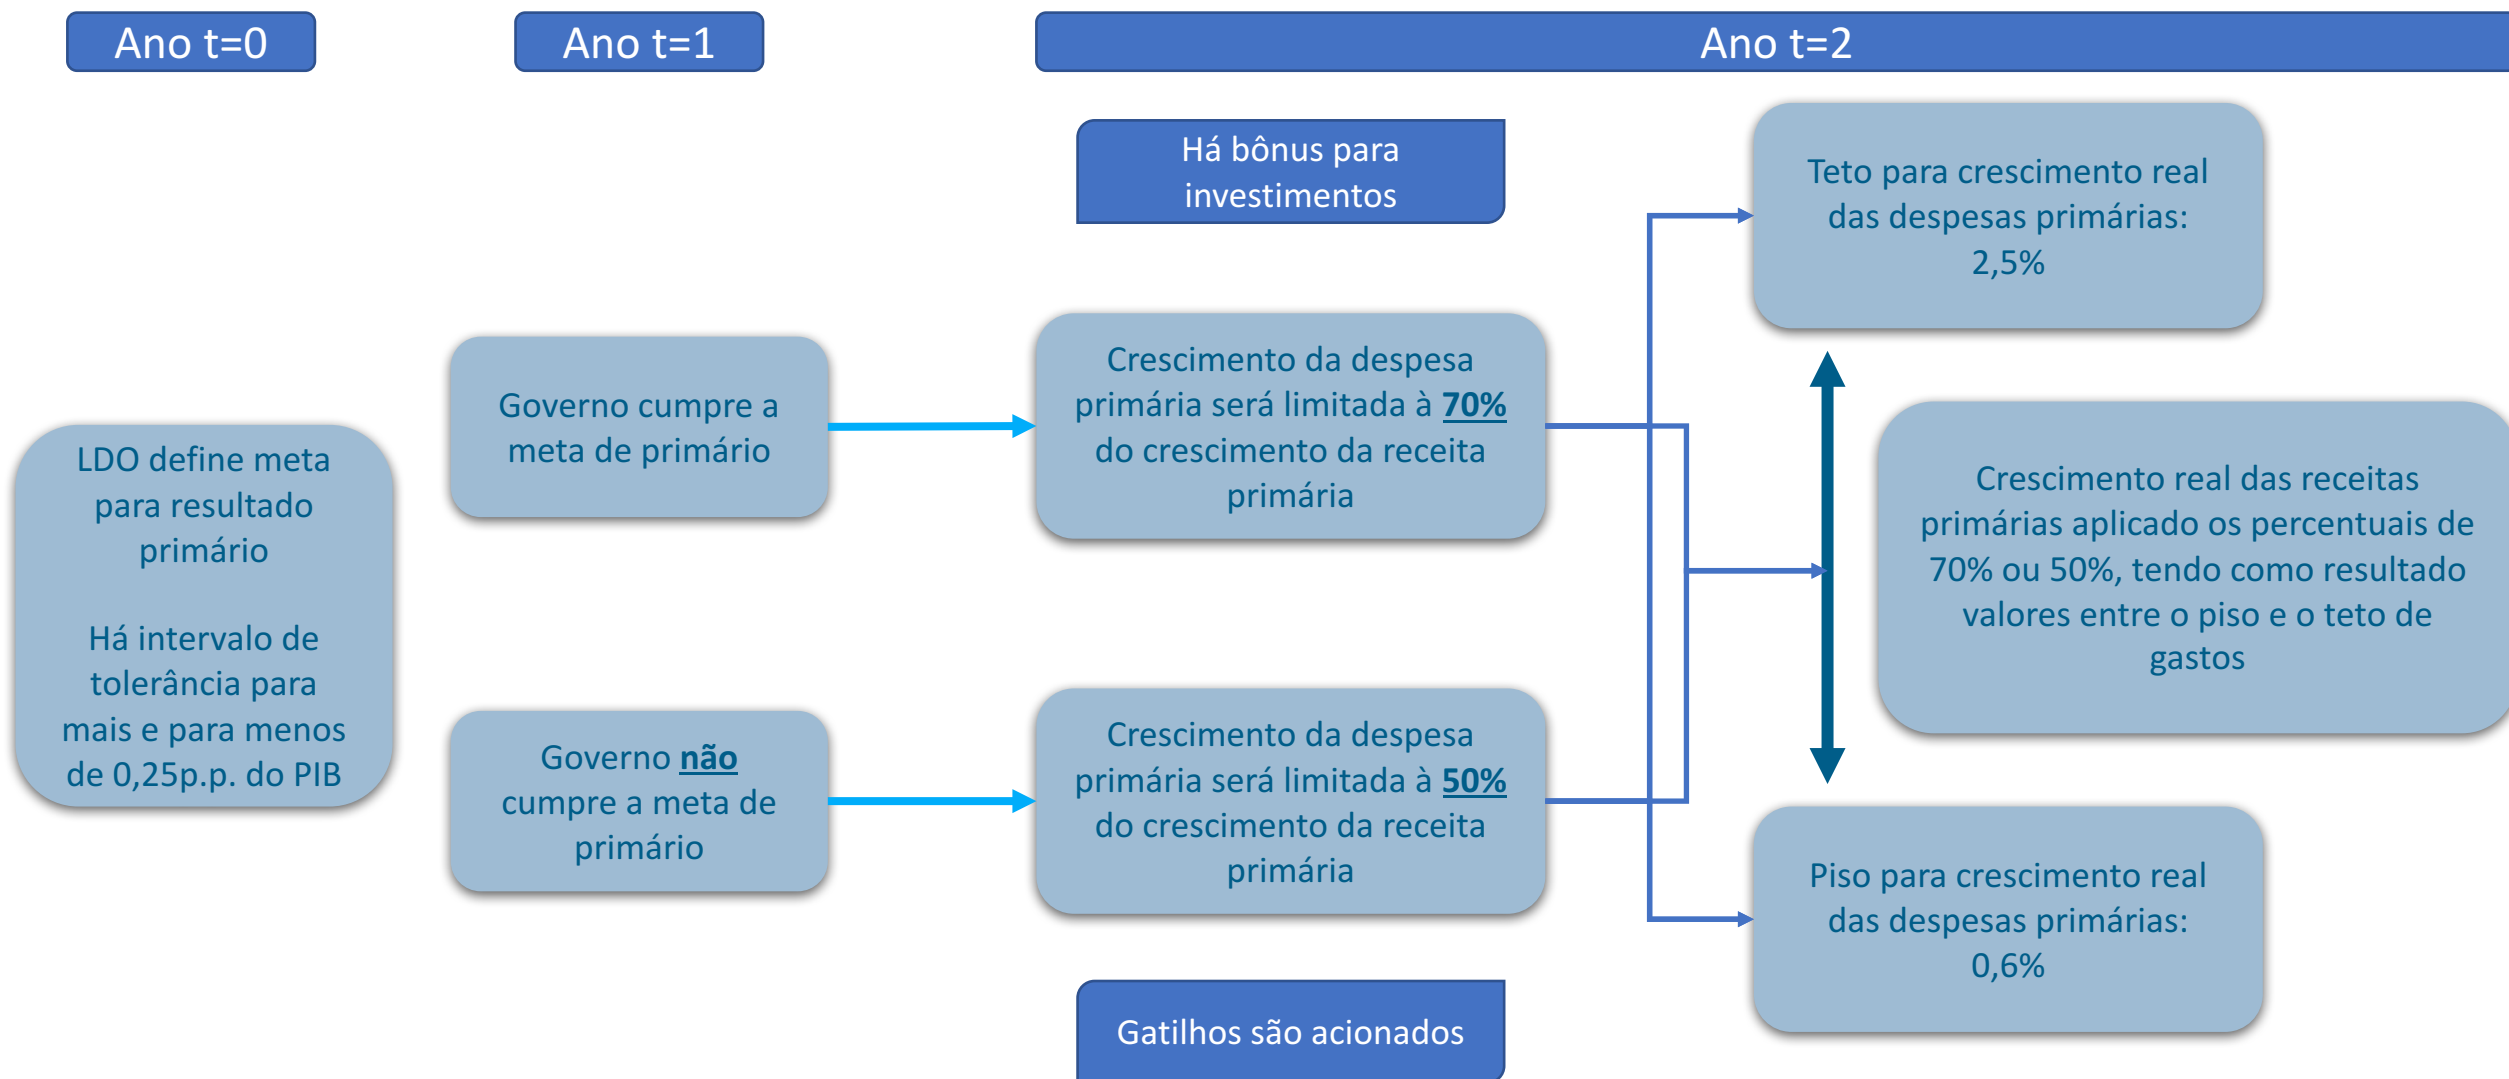 Ano t=0
Ano t=1
Ano t=2
LDO define meta
para resultado
primário
Há intervalo de
tolerância para
mais e para menos
de 0,25p.p. do PIB
Governo cumpre a
meta de primário
Governo não
cumpre a meta de
primário
Há bônus para
investimentos
Crescimento da despesa
primária será limitada à 70%
do crescimento da receita
primária
Crescimento da despesa
primária será limitada à 50%
do crescimento da receita
primária
Gatilhos são acionados
Teto para crescimento real
das despesas primárias:
2,5%
Crescimento real das receitas
primárias aplicado os percentuais de
70% ou 50%, tendo como resultado
valores entre o piso e o teto de
gastos
Piso para crescimento real
das despesas primárias:
0,6%